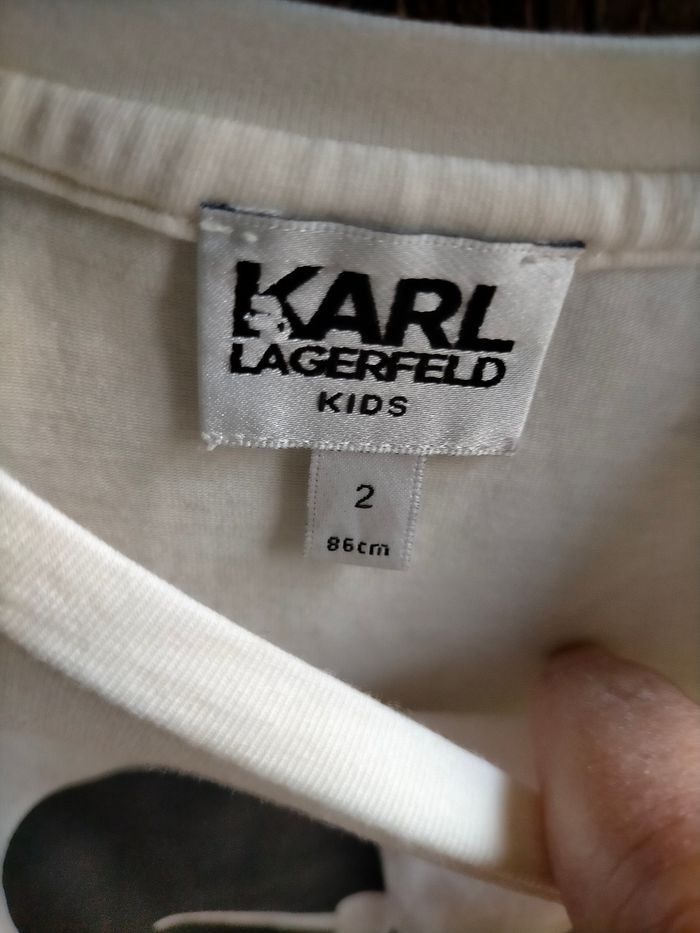 KARL
LAGERFELD
KIDS
2
86cm